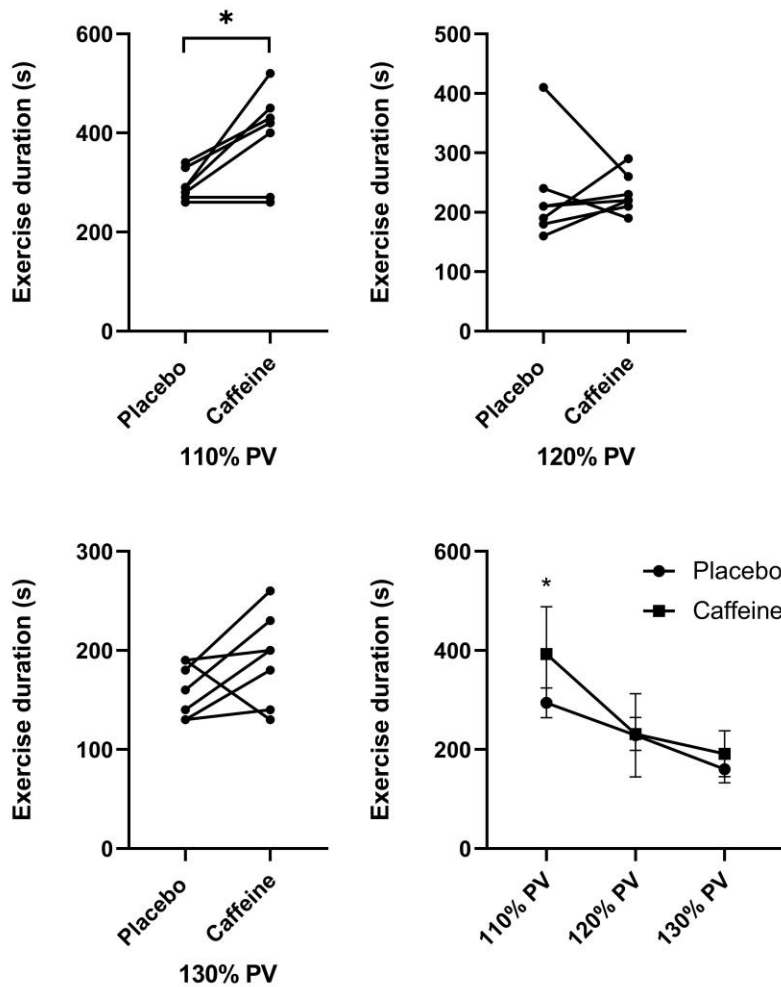 *
Exercise duration (s)
600
400
200
0
Placebo
Caffeine
110% PV
Exercise duration (s)
500
400
300
200
100
0
Placebo
Caffeine
120% PV
Exercise duration (s)
300
200
100
0
Placebo
Caffeine
130% PV
Exercise duration (s)
600
400
200
0
*
Placebo
Caffeine
110% PV
120% PV
130% PV